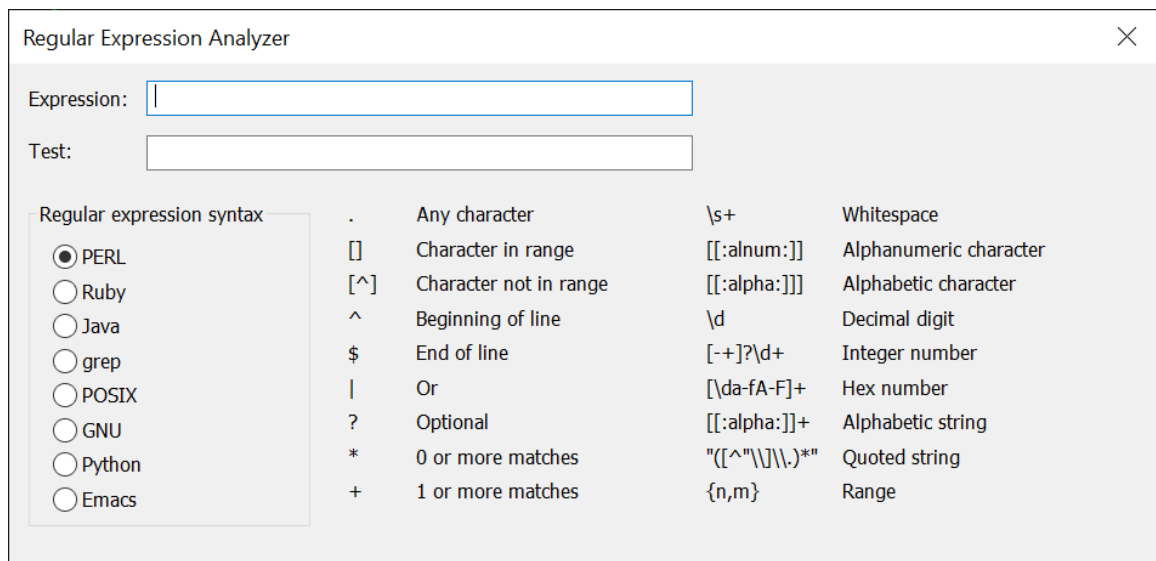 Regular Expression Analyzer
Expression:
Test:
Regular expression syntax
PERL
Ruby
Java
grep
POSIX
GNU
Python
Emacs
. Any character
[] Character in range
[^] Character not in range
^ Beginning of line
$ End of line
| Or
? Optional
* 0 or more matches
+ 1 or more matches
\s+ Whitespace
[[:alnum:]] Alphanumeric character
[[:alpha:]]] Alphabetic character
\d Decimal digit
[-+]?\d+ Integer number
[\da-fA-F]+ Hex number
[[:alpha:]]+ Alphabetic string
"([^"\\]\\.)*" Quoted string
{n,m} Range